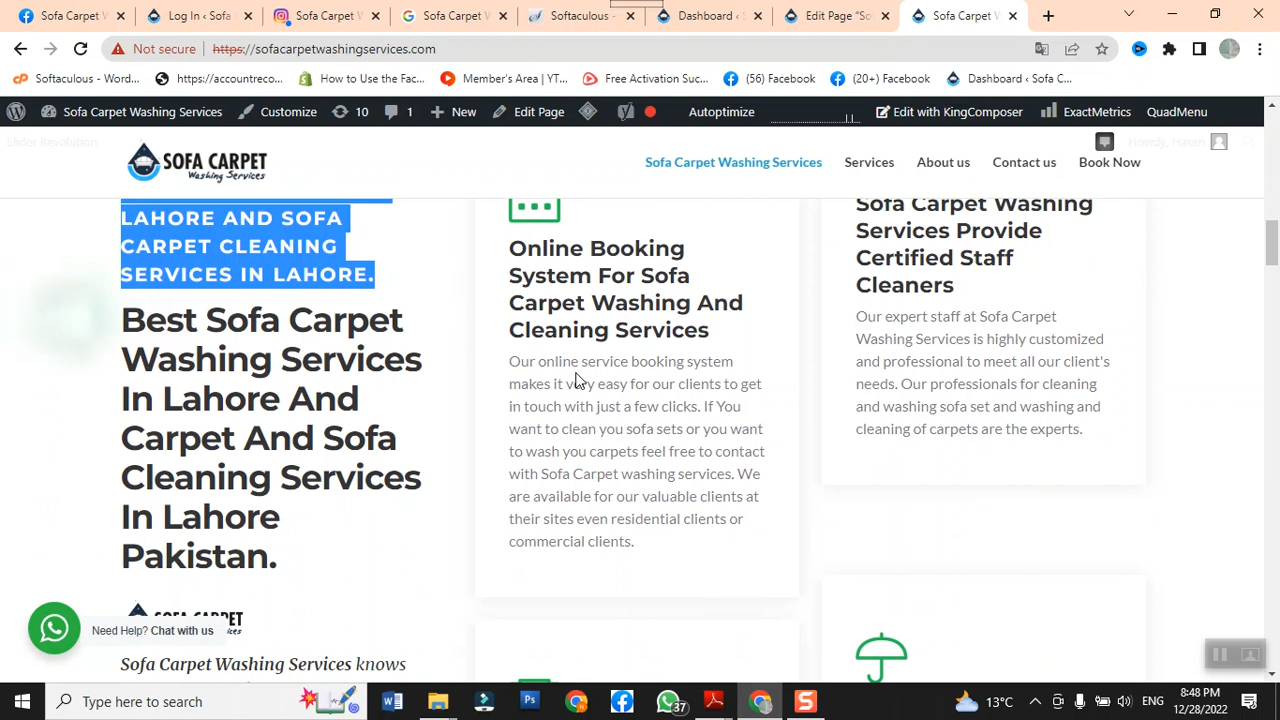 Sofa Carpet W
Log In ‹ Sofa
Sofa Carpet W
Sofa Carpet W
Softaculous -
Dashboard ‹ S
Edit Page "So
Sofa Carpet W
Not secure https://sofacarpetwashingservices.com
Softaculous - Word...
https://accountreco...
How to Use the Fac...
Member's Area | YT...
Free Activation Suc...
(56) Facebook
(20+) Facebook
Dashboard ‹ Sofa C...
Sofa Carpet Washing Services Customize 10 1 New Edit Page Autoptimize Edit with KingComposer ExactMetrics QuadMenu
Slider Revolution
Howdy, Hasan
SOFA CARPET
Washing Services
Sofa Carpet Washing Services Services About us Contact us Book Now
LAHORE AND SOFA
CARPET CLEANING
SERVICES IN LAHORE.
Best Sofa Carpet
Washing Services
In Lahore And
Carpet And Sofa
Cleaning Services
In Lahore
Pakistan.
SOFA CARPET
Sofa Carpet Washing Services knows
Need Help? Chat with us
Online Booking
System For Sofa
Carpet Washing And
Cleaning Services
Our online service booking system
makes it very easy for our clients to get
in touch with just a few clicks. If You
want to clean you sofa sets or you want
to wash you carpets feel free to contact
with Sofa Carpet washing services. We
are available for our valuable clients at
their sites even residential clients or
commercial clients.
Sofa Carpet Washing
Services Provide
Certified Staff
Cleaners
Our expert staff at Sofa Carpet
Washing Services is highly customized
and professional to meet all our client's
needs. Our professionals for cleaning
and washing sofa set and washing and
cleaning of carpets are the experts.
Type here to search
37
13°C
ENG
8:48 PM
12/28/2022